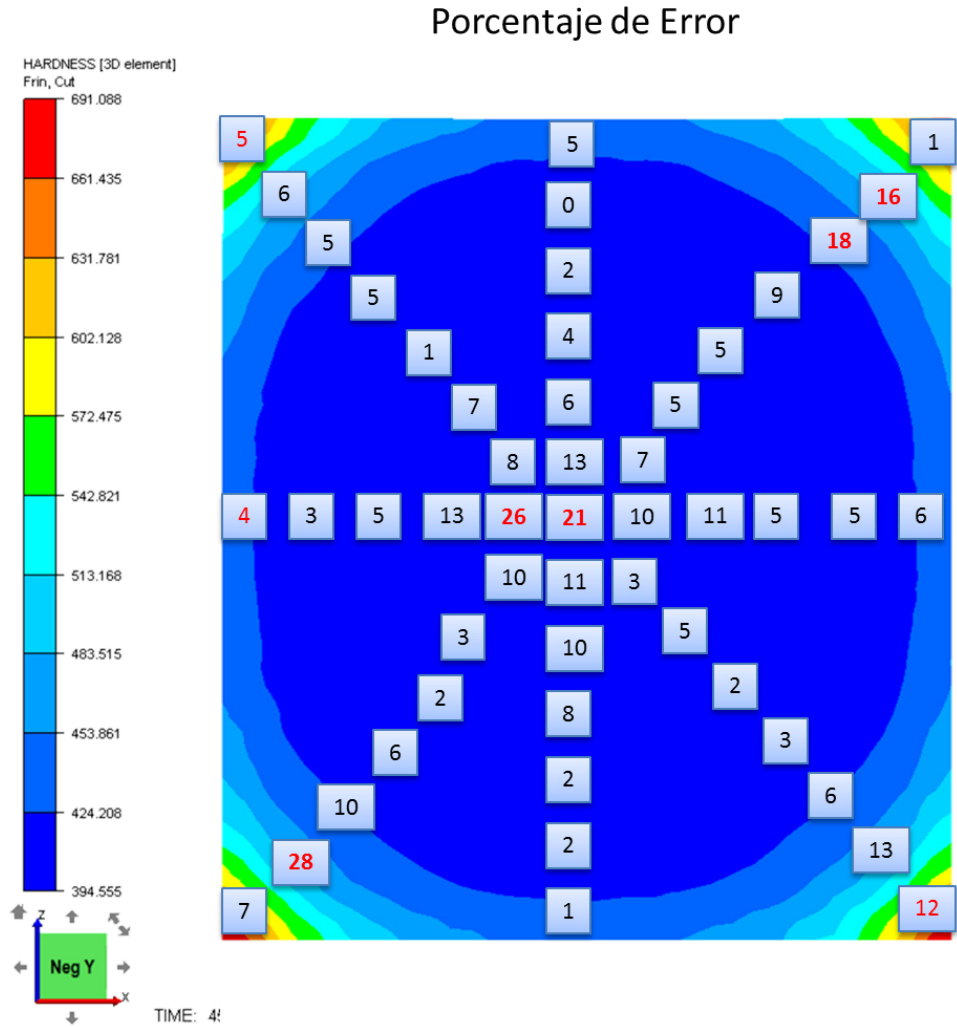 Porcentaje de Error
HARDNESS [3D element]
Frin, Cut
691.088
661.435
631.781
602.128
572.475
542.821
513.168
483.515
453.861
424.208
394.555
5 5 1
6 0 16
5 2 18
5 9
1 4 5
7 6 5
8 13 7
4 3 5 13 26 21 10 11 5 5 6
10 11 3
3 10 5
2 8 2
6 2 3
10 2 6
28 13
7 1 12
Z
Neg Y
X
TIME: